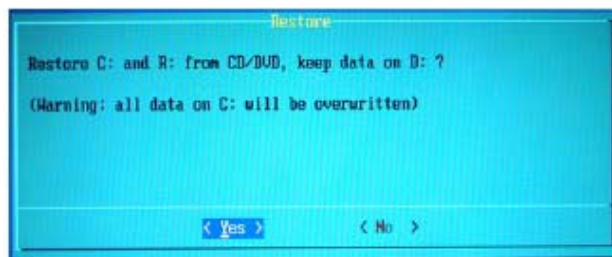 Restore
Restore C: and R: from CD/DVD, keep data on D: ?
(Warning: all data on C: will be overwritten)
< Yes > < No >